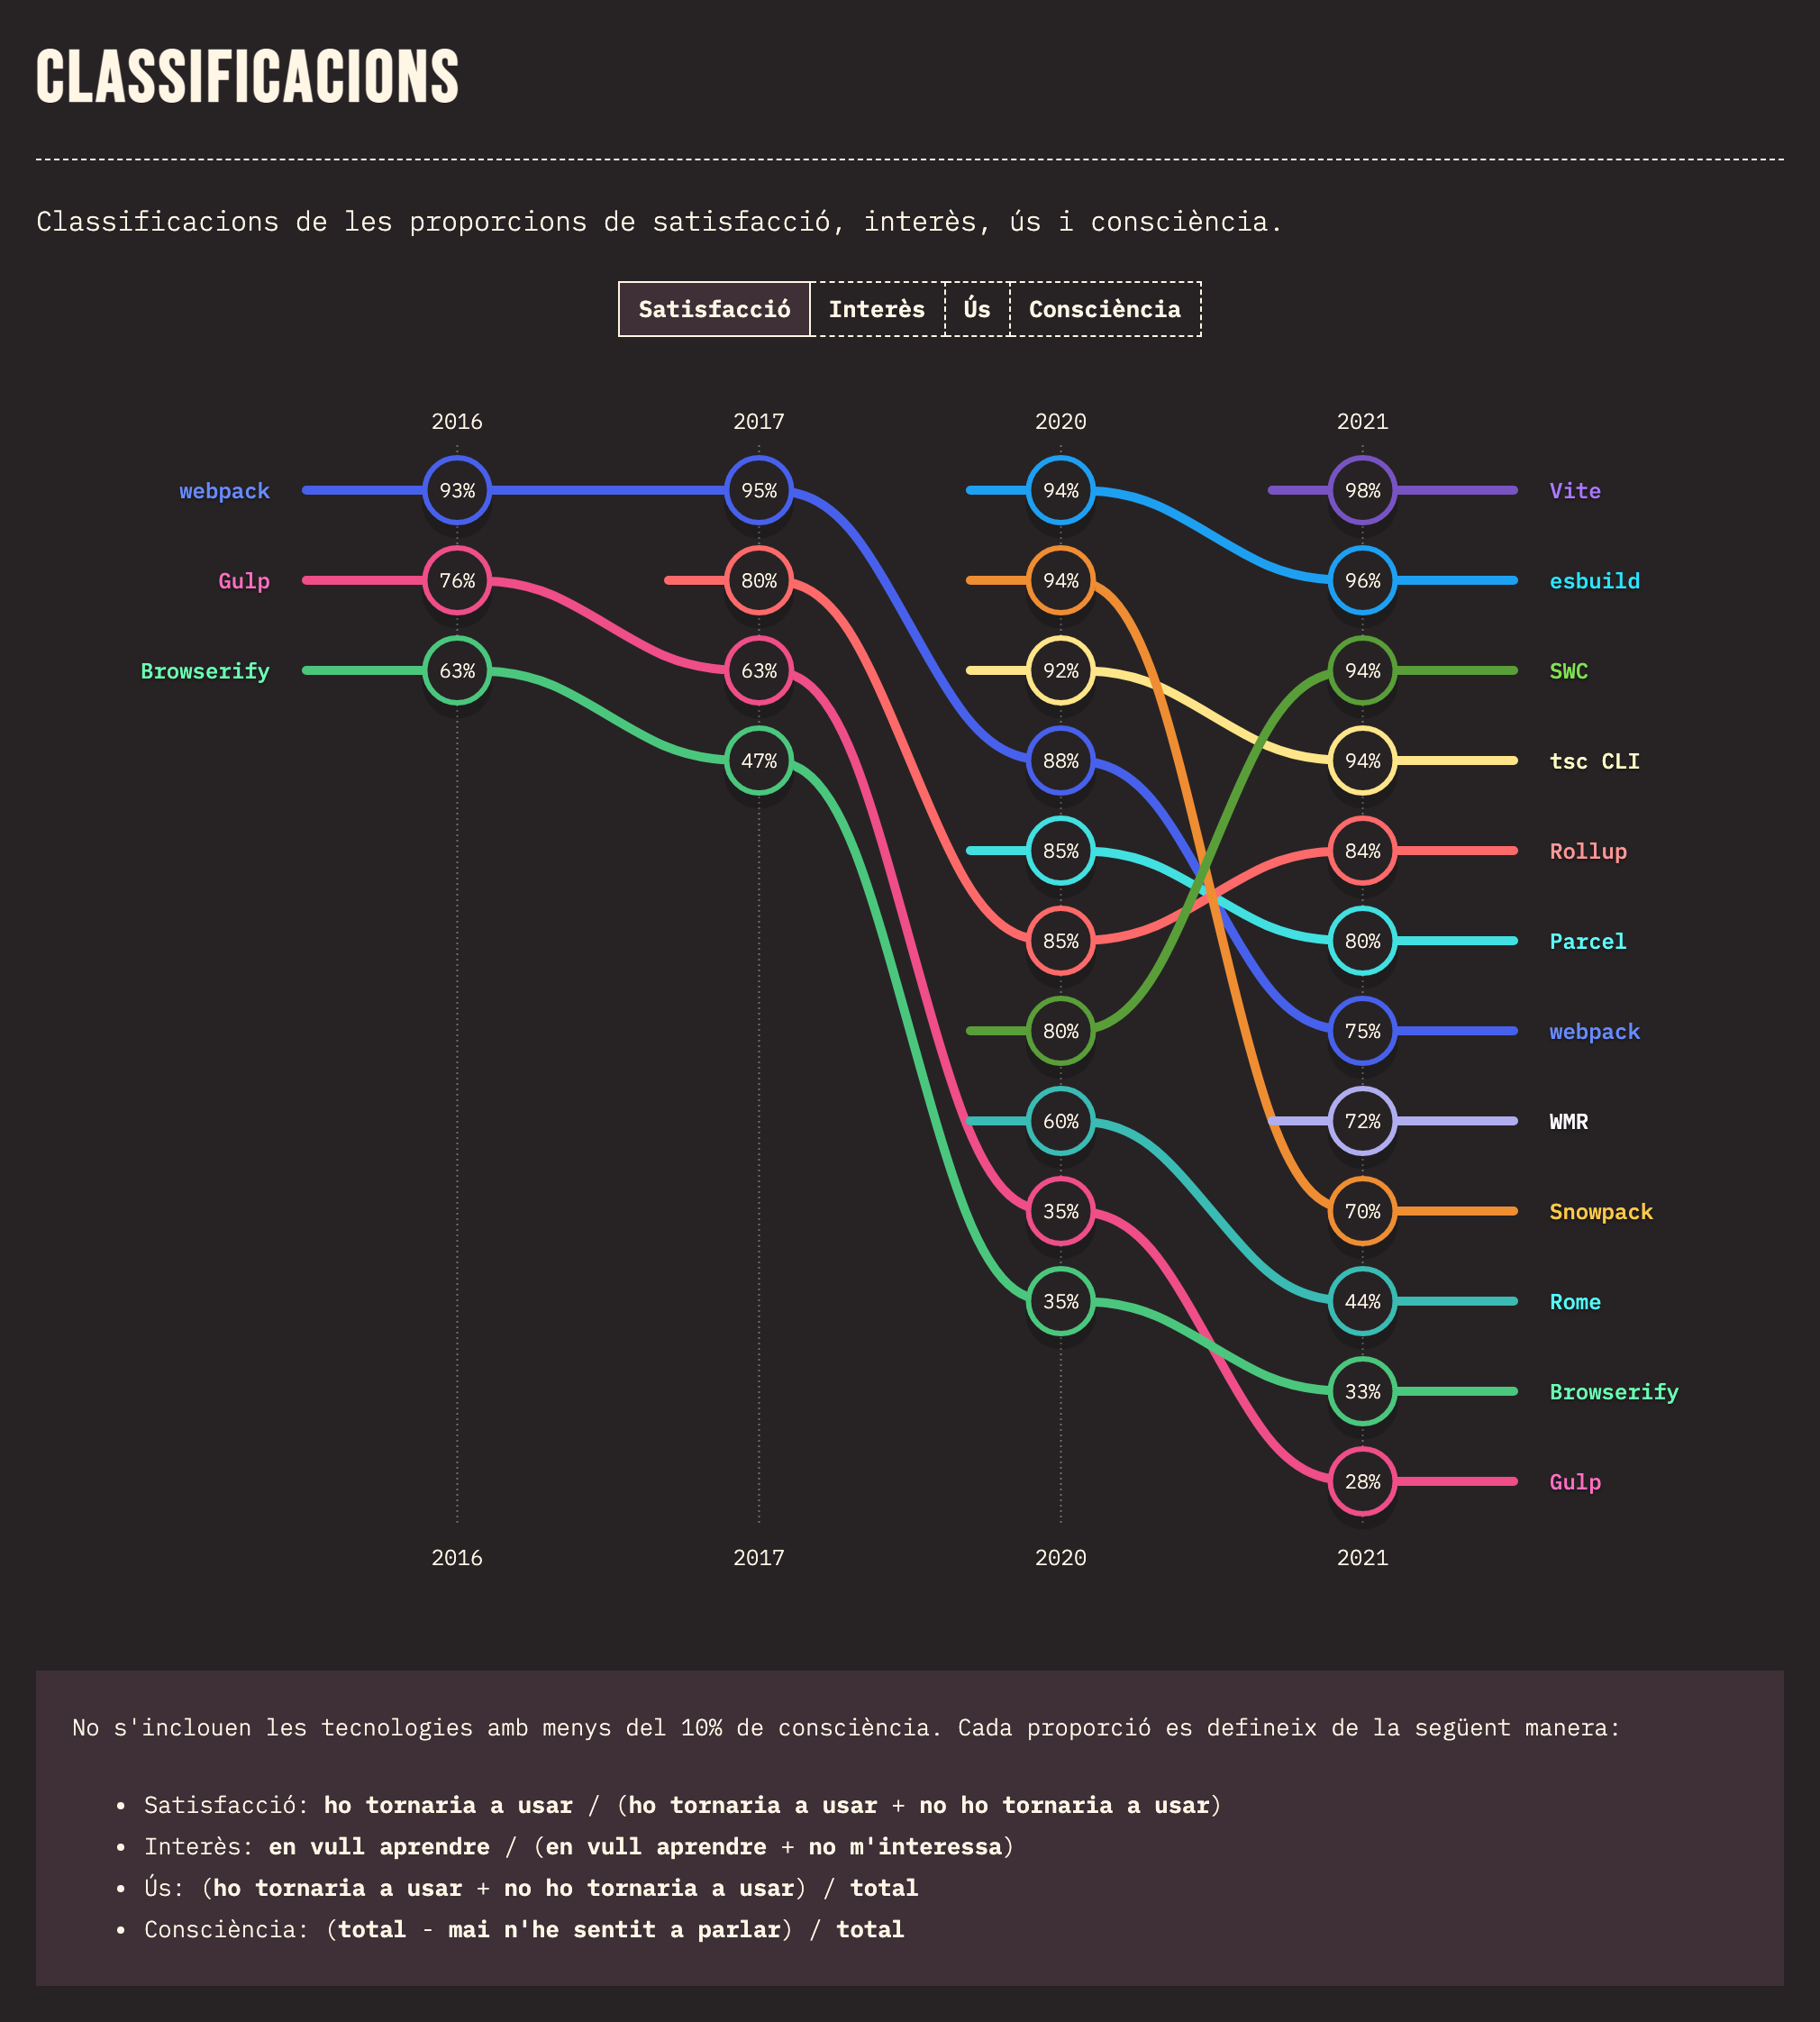 CLASSIFICACIONS
Classificacions de les proporcions de satisfacció, interès, ús i consciència.
Satisfacció Interès Ús Consciència
2016 2017 2020 2021
webpack 93% 95% 94% 98% Vite
Gulp 76% 80% 94% 96% esbuild
Browserify 63% 63% 92% 94% SWC
47% 88% 94% tsc CLI
85% 84% Rollup
85% 80% Parcel
80% 75% webpack
60% 72% WMR
35% 70% Snowpack
35% 44% Rome
33% Browserify
28% Gulp
2016 2017 2020 2021
No s'inclouen les tecnologies amb menys del 10% de consciència. Cada proporció es defineix de la següent manera:
• Satisfacció: ho tornaria a usar / (ho tornaria a usar + no ho tornaria a usar)
• Interès: en vull aprendre / (en vull aprendre + no m'interessa)
• Ús: (ho tornaria a usar + no ho tornaria a usar) / total
• Consciència: (total - mai n'he sentit a parlar) / total